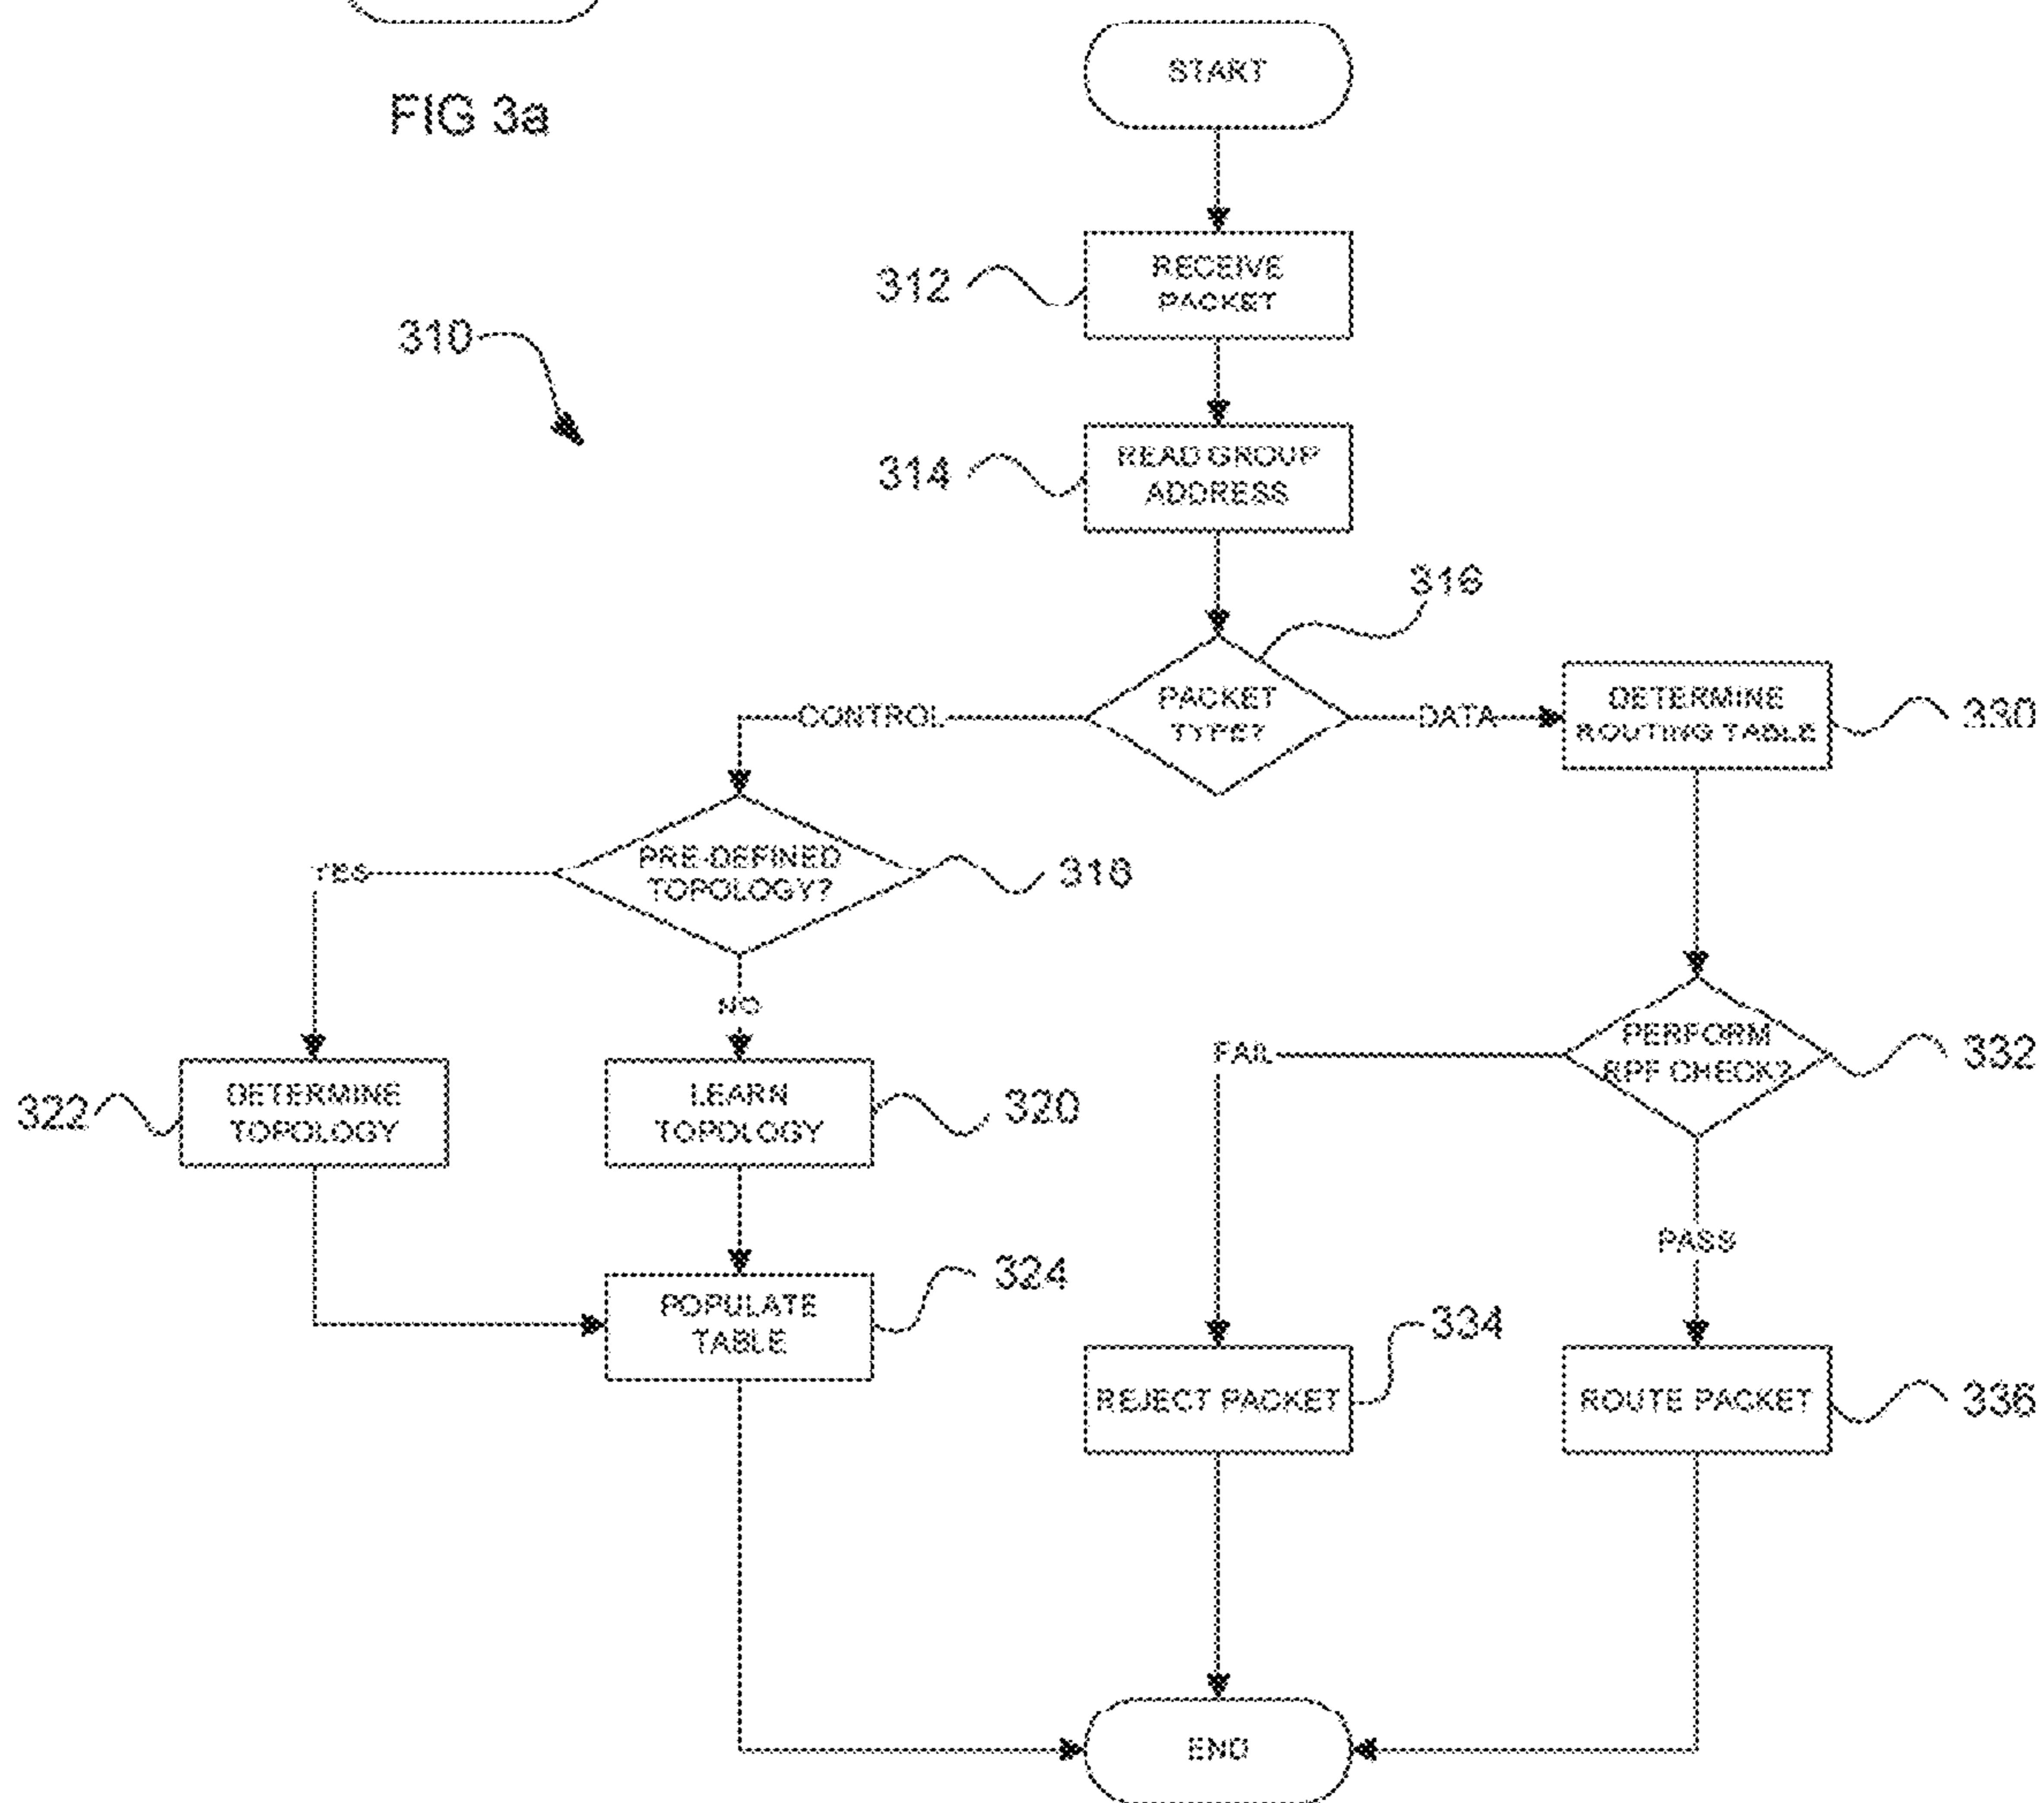 FIG 3a
START
312
RECEIVE
PACKET
310
314
READ GROUP
ADDRESS
316
PACKET
TYPE?
CONTROL
DATA
DETERMINE
ROUTING TABLE
330
PRE-DEFINED
TOPOLOGY?
YES
NO
PERFORM
RPF CHECK?
332
FAIL
322
DETERMINE
TOPOLOGY
LEARN
TOPOLOGY
320
PASS
POPULATE
TABLE
324
REJECT PACKET
334
ROUTE PACKET
336
END